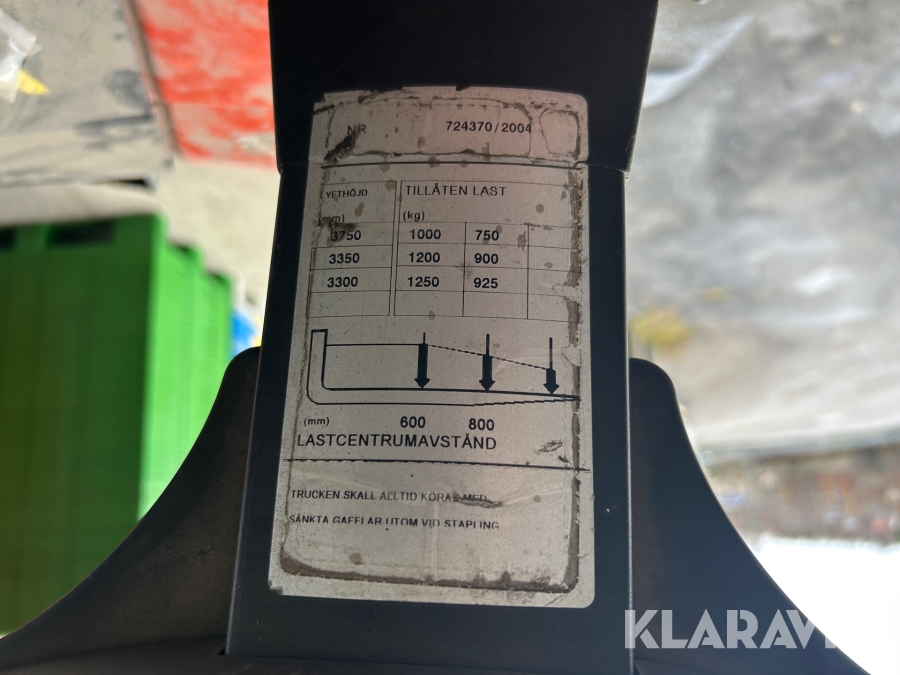 NR 724370/2004
LYFTHÖJD TILLÅTEN LAST
(mm) (kg)
3750 1000 750
3350 1200 900
3300 1250 925
(mm) 600 800
LASTCENTRUMAVSTÅND
TRUCKEN SKALL ALLTID KÖRAS MED
SÄNKTA GAFFLAR UTOM VID STAPLING
KLARAV